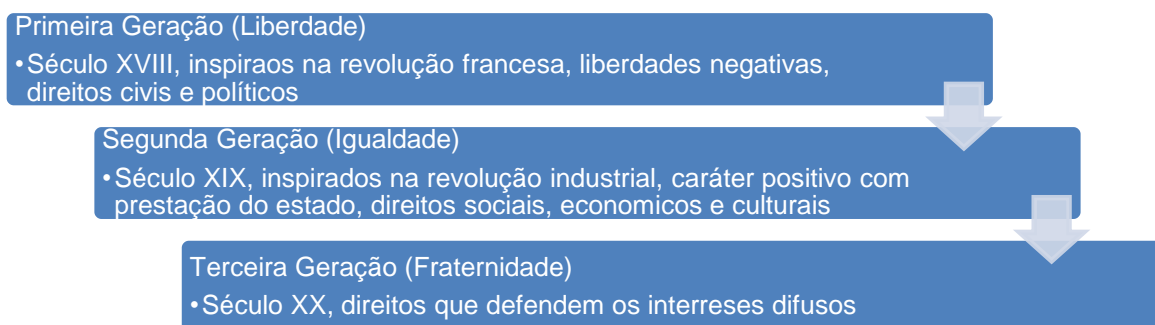 Primeira Geração (Liberdade)
•Século XVIII, inspiraos na revolução francesa, liberdades negativas,
direitos civis e políticos
Segunda Geração (Igualdade)
•Século XIX, inspirados na revolução industrial, caráter positivo com
prestação do estado, direitos sociais, economicos e culturais
Terceira Geração (Fraternidade)
•Século XX, direitos que defendem os interreses difusos